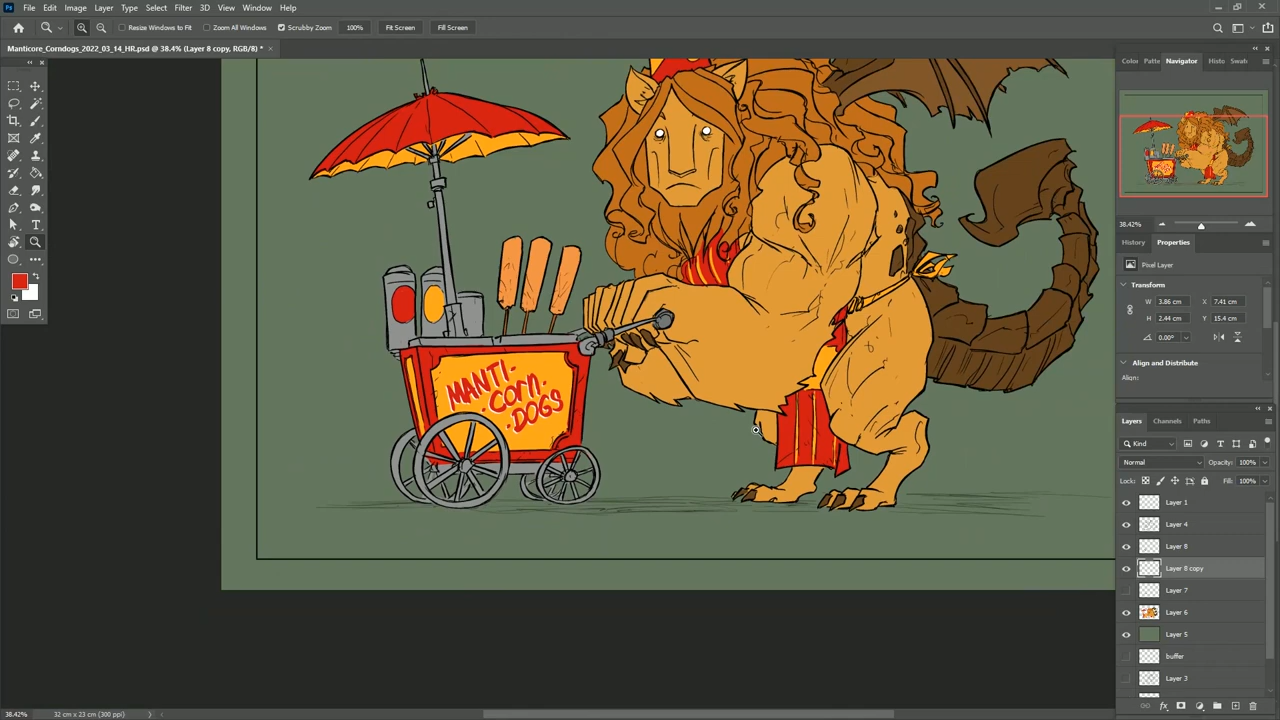 File Edit Image Layer Type Select Filter 3D View Window Help
Resize Windows to Fit Zoom All Windows Scrubby Zoom 100% Fit Screen Fill Screen
Manticore_Corndogs_2022_03_14_HR.psd @ 38.4% (Layer 8 copy, RGB/8) *
Color Patte Navigator Histo Swab
38.42%
History Properties
Pixel Layer
Transform
W 3.86 cm X 7.41 cm
H 2.44 cm Y 15.4 cm
0.00°
Align and Distribute
Align:
MANTI-
·Corn·
·DOGS
Layers Channels Paths
Kind
Normal Opacity: 100%
Lock: Fill: 100%
Layer 1
Layer 4
Layer 8
Layer 8 copy
Layer 7
Layer 6
Layer 5
buffer
Layer 3
38.42% 32 cm x 23 cm (300 ppi)